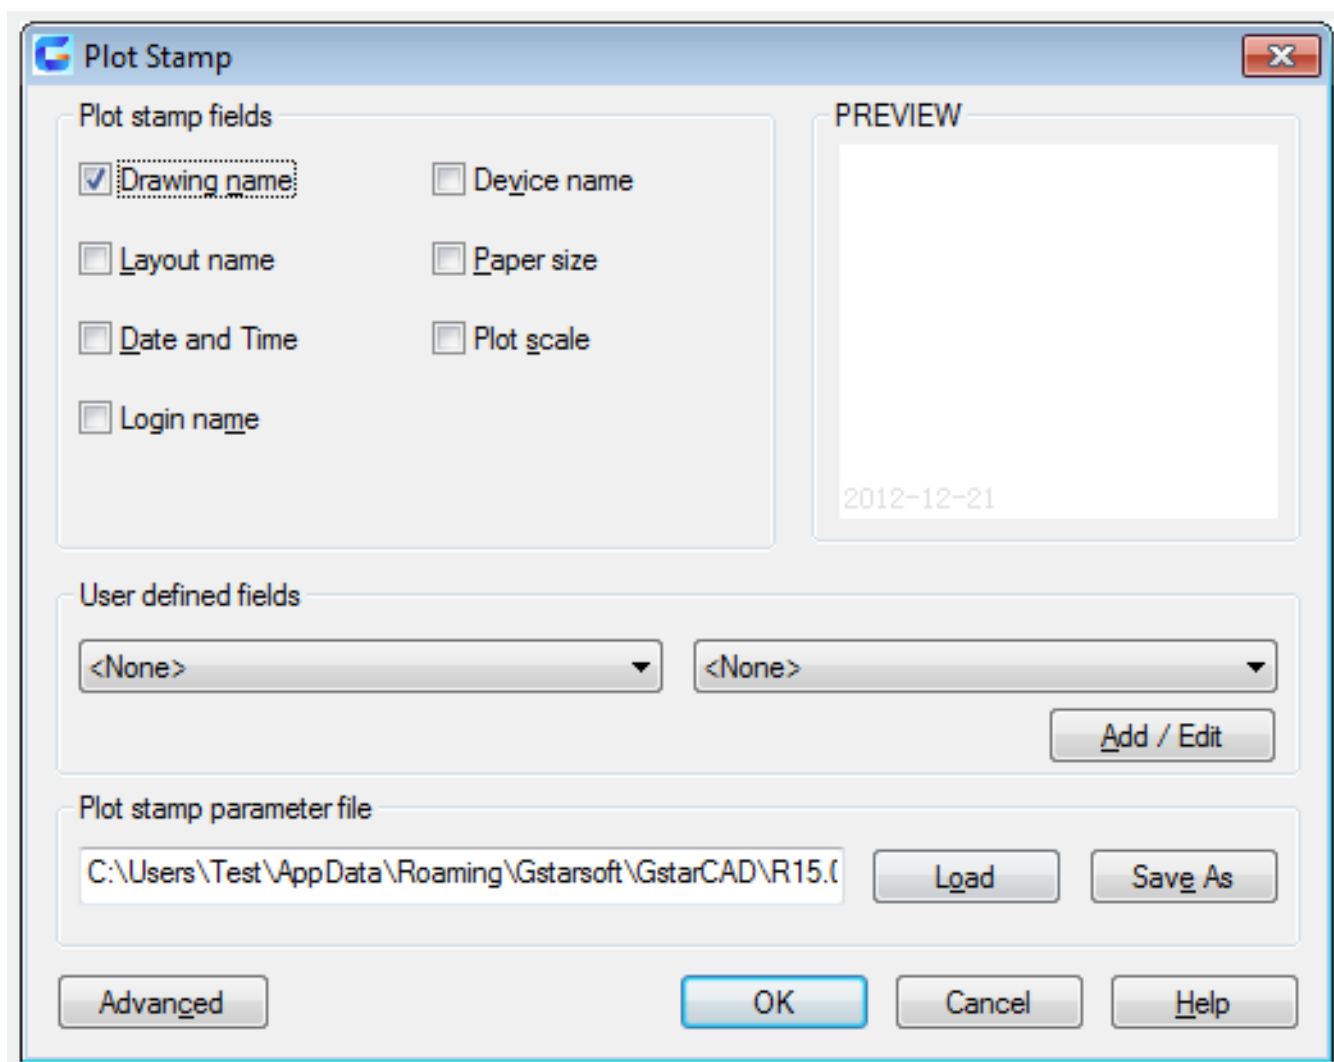 Plot Stamp
Plot stamp fields
PREVIEW
Drawing name
Device name
Layout name
Paper size
Date and Time
Plot scale
Login name
2012-12-21
User defined fields
<None>
<None>
Add / Edit
Plot stamp parameter file
C:\Users\Test\AppData\Roaming\Gstarsoft\GstarCAD\R15.0
Load
Save As
Advanced
OK
Cancel
Help